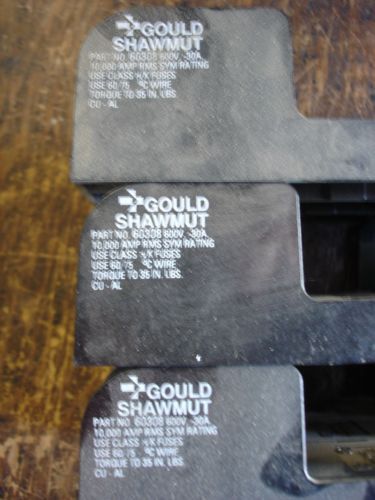 GOULD
SHAWMUT
PART NO. 60308 600V. -30A.
10,000 AMP RMS SYM RATING
USE CLASS H/K FUSES
USE 60/75 °C WIRE
TORQUE TO 35 IN. LBS.
CU - AL
GOULD
SHAWMUT
PART NO. 60308 600V. -30A.
10,000 AMP RMS SYM RATING
USE CLASS H/K FUSES
USE 60/75 °C WIRE
TORQUE TO 35 IN. LBS.
CU - AL
GOULD
SHAWMUT
PART NO. 60308 600V. -30A.
10,000 AMP RMS SYM RATING
USE CLASS H/K FUSES
USE 60/75 °C WIRE
TORQUE TO 35 IN. LBS.
CU - AL